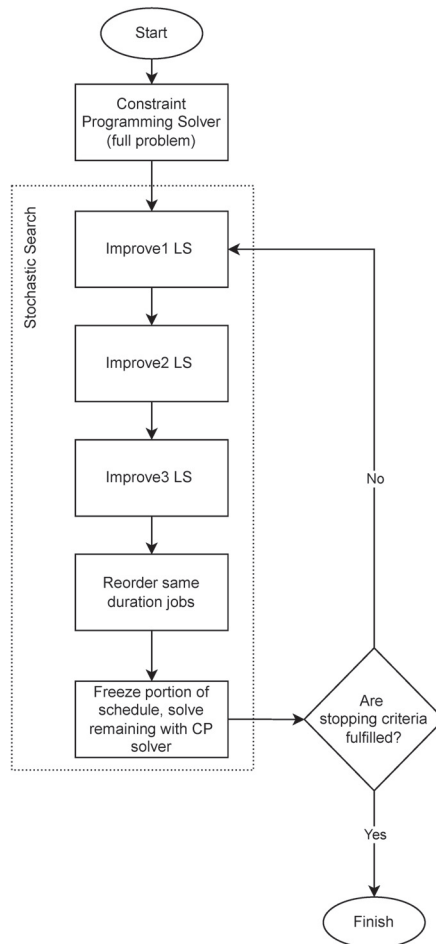 Start
Constraint
Programming Solver
(full problem)
Stochastic Search
Improve1 LS
Improve2 LS
Improve3 LS
No
Reorder same
duration jobs
Freeze portion of
schedule, solve
remaining with CP
solver
Are
stopping criteria
fulfilled?
Yes
Finish